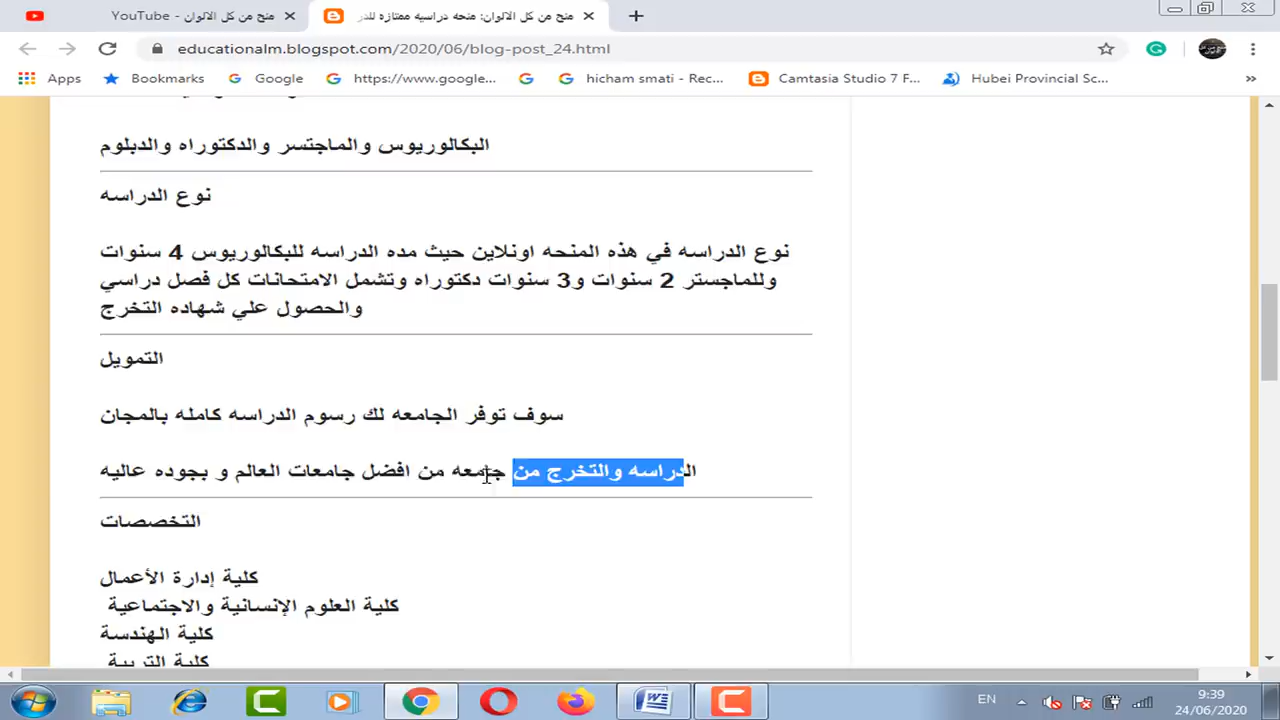 منح من كل الالوان - YouTube
منح من كل الالوان: منحه دراسيه ممتازه للدر
educationalm.blogspot.com/2020/06/blog-post_24.html
Apps
Bookmarks
Google
https://www.google...
hicham smati - Rec...
Camtasia Studio 7 F...
Hubei Provincial Sc...
»
البكالوريوس والماجتسر والدكتوراه والدبلوم
نوع الدراسه
نوع الدراسه في هذه المنحه اونلاين حيث مده الدراسه للبكالوريوس 4 سنوات
وللماجستر 2 سنوات و3 سنوات دكتوراه وتشمل الامتحانات كل فصل دراسي
والحصول علي شهاده التخرج
التمويل
سوف توفر الجامعه لك رسوم الدراسه كامله بالمجان
الدراسه والتخرج من جامعه من افضل جامعات العالم و بجوده عاليه
التخصصات
كلية إدارة الأعمال
كلية العلوم الإنسانية والاجتماعية
كلية الهندسة
كلية التربية
EN
9:39
24/06/2020